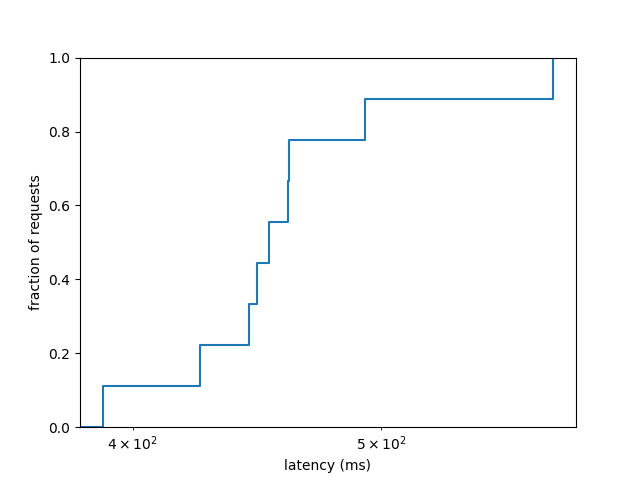 1.0
0.8
0.6
0.4
0.2
0.0
fraction of requests
4 × 10²
5 × 10²
latency (ms)